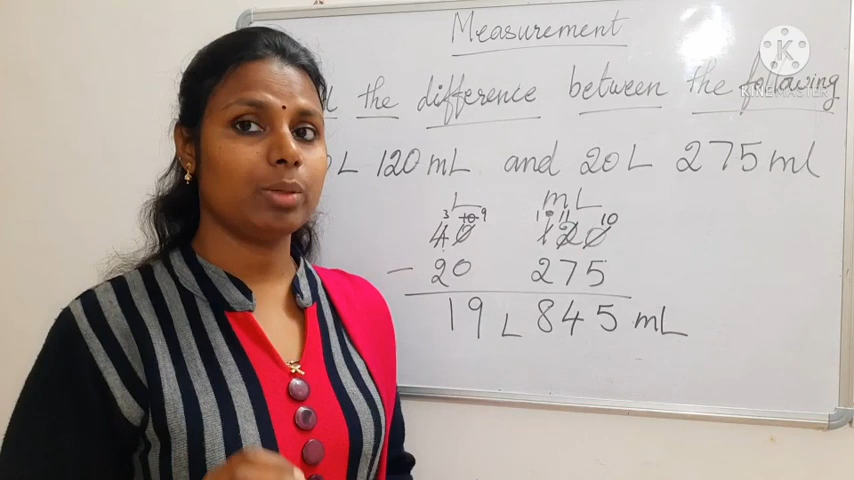 Measurement
the difference between the following
L 120 mL and 20 L 275 ml
L mL
3 10 9 10 11 10
40 120
- 20 275
19 L 845 mL
K
KINEMASTER